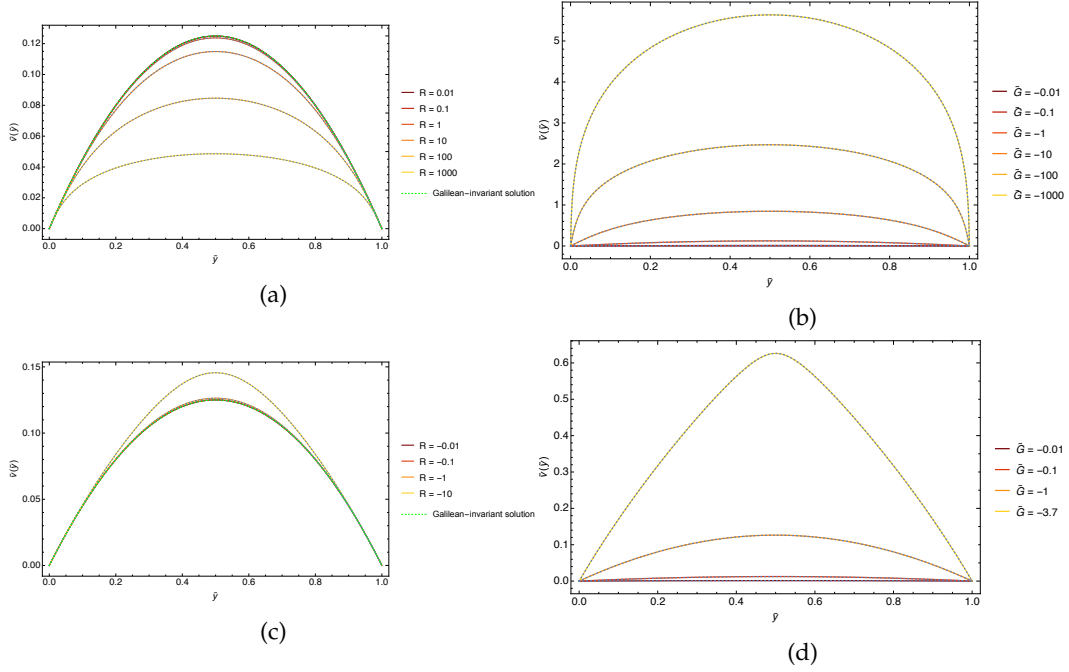 0.12
0.10
0.08
0.06
0.04
0.02
0.00
0.0 0.2 0.4 0.6 0.8 1.0
ṽ(ỹ)
ỹ
R = 0.01
R = 0.1
R = 1
R = 10
R = 100
R = 1000
Galilean-invariant solution
(a)
5
4
3
2
1
0
0.0 0.2 0.4 0.6 0.8 1.0
ṽ(ỹ)
ỹ
G̃ = -0.01
G̃ = -0.1
G̃ = -1
G̃ = -10
G̃ = -100
G̃ = -1000
(b)
0.15
0.10
0.05
0.00
0.0 0.2 0.4 0.6 0.8 1.0
ṽ(ỹ)
ỹ
R = -0.01
R = -0.1
R = -1
R = -10
Galilean-invariant solution
(c)
0.6
0.5
0.4
0.3
0.2
0.1
0.0
0.0 0.2 0.4 0.6 0.8 1.0
ṽ(ỹ)
ỹ
G̃ = -0.01
G̃ = -0.1
G̃ = -1
G̃ = -3.7
(d)